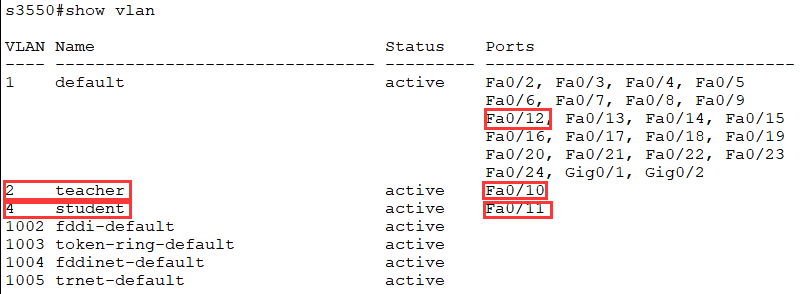 s3550#show vlan
VLAN Name                             Status    Ports
---- -------------------------------- --------- -------------------------------
1    default                          active    Fa0/2, Fa0/3, Fa0/4, Fa0/5
                                                Fa0/6, Fa0/7, Fa0/8, Fa0/9
                                                Fa0/12, Fa0/13, Fa0/14, Fa0/15
                                                Fa0/16, Fa0/17, Fa0/18, Fa0/19
                                                Fa0/20, Fa0/21, Fa0/22, Fa0/23
                                                Fa0/24, Gig0/1, Gig0/2
2    teacher                          active    Fa0/10
4    student                          active    Fa0/11
1002 fddi-default                     active
1003 token-ring-default               active
1004 fddinet-default                  active
1005 trnet-default                    active